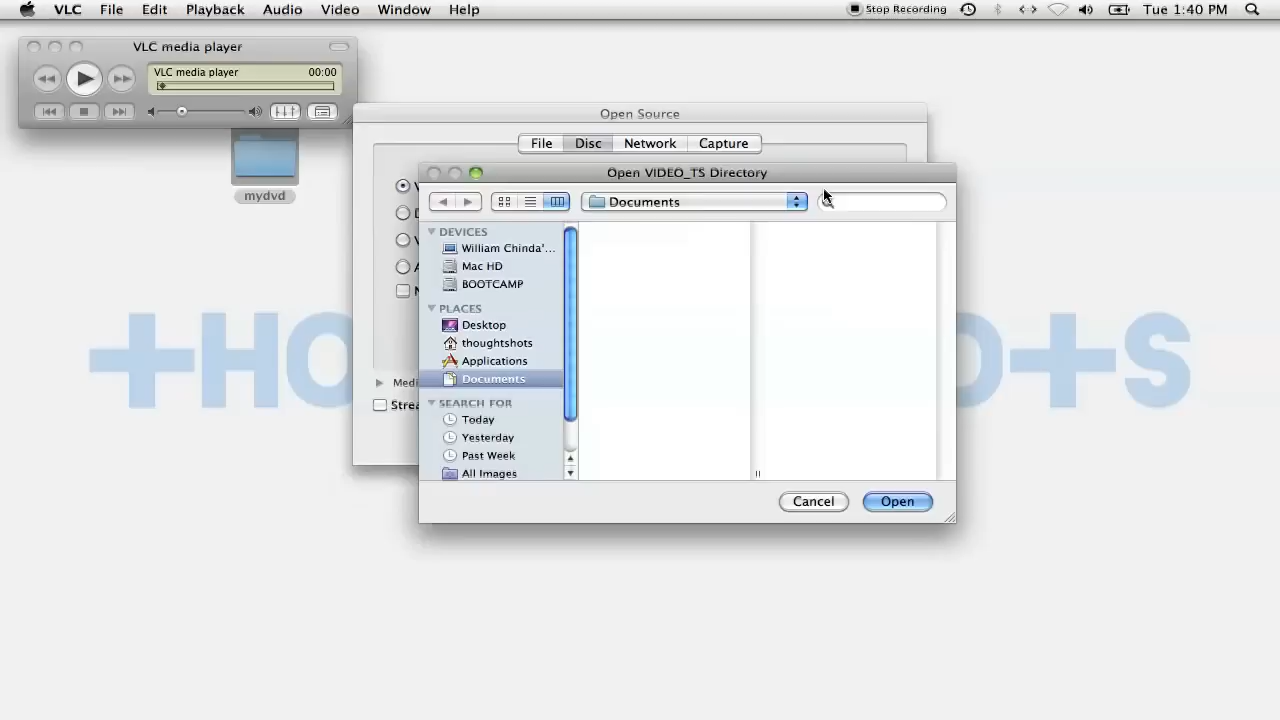 VLC File Edit Playback Audio Video Window Help Stop Recording Tue 1:40 PM
VLC media player
VLC media player 00:00
mydvd
Open Source
File Disc Network Capture
Open VIDEO_TS Directory
Documents
DEVICES
William Chinda'...
Mac HD
BOOTCAMP
PLACES
Desktop
thoughtshots
Applications
Documents
SEARCH FOR
Today
Yesterday
Past Week
All Images
Cancel Open